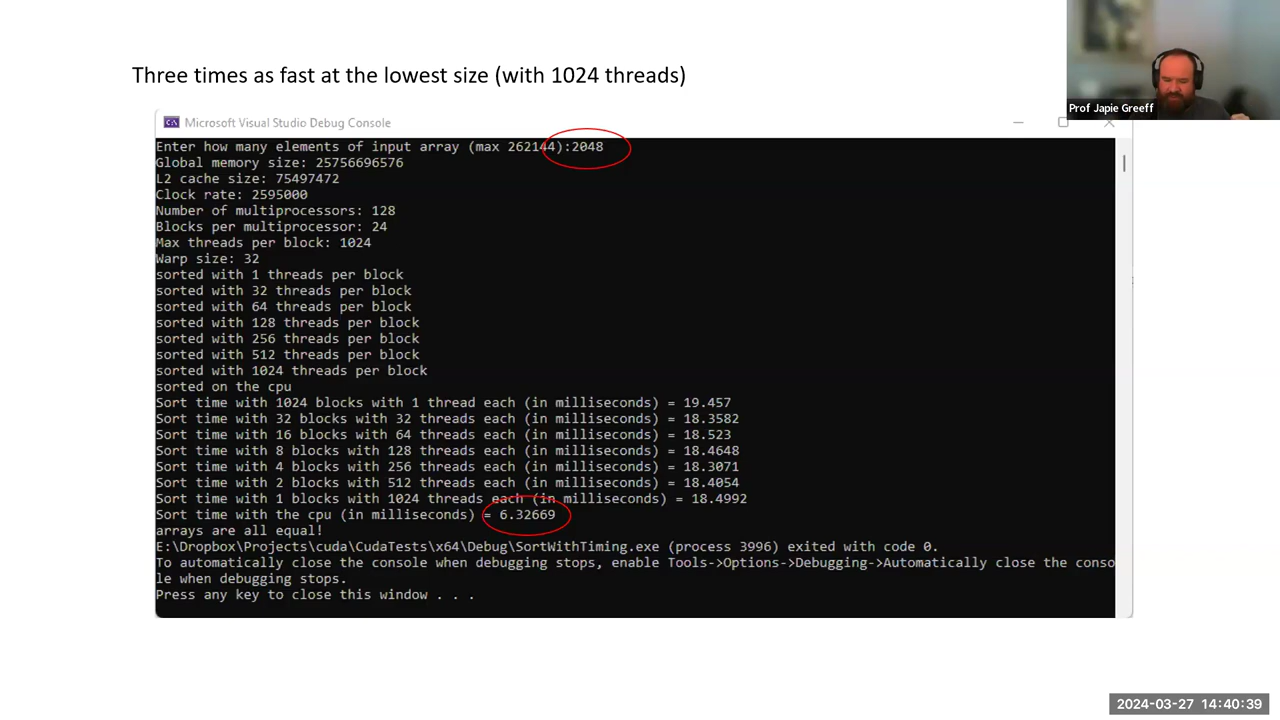 Three times as fast at the lowest size (with 1024 threads)
Prof Japie Greeff
Microsoft Visual Studio Debug Console
Enter how many elements of input array (max 262144):2048
Global memory size: 25756696576
L2 cache size: 75497472
Clock rate: 2595000
Number of multiprocessors: 128
Blocks per multiprocessor: 24
Max threads per block: 1024
Warp size: 32
sorted with 1 threads per block
sorted with 32 threads per block
sorted with 64 threads per block
sorted with 128 threads per block
sorted with 256 threads per block
sorted with 512 threads per block
sorted with 1024 threads per block
sorted on the cpu
Sort time with 1024 blocks with 1 thread each (in milliseconds) = 19.457
Sort time with 32 blocks with 32 threads each (in milliseconds) = 18.3582
Sort time with 16 blocks with 64 threads each (in milliseconds) = 18.523
Sort time with 8 blocks with 128 threads each (in milliseconds) = 18.4648
Sort time with 4 blocks with 256 threads each (in milliseconds) = 18.3071
Sort time with 2 blocks with 512 threads each (in milliseconds) = 18.4054
Sort time with 1 blocks with 1024 threads each (in milliseconds) = 18.4992
Sort time with the cpu (in milliseconds) = 6.32669
arrays are all equal!
E:\Dropbox\Projects\cuda\CudaTests\x64\Debug\SortWithTiming.exe (process 3996) exited with code 0.
To automatically close the console when debugging stops, enable Tools->Options->Debugging->Automatically close the conso
le when debugging stops.
Press any key to close this window . . .
2024-03-27 14:40:39